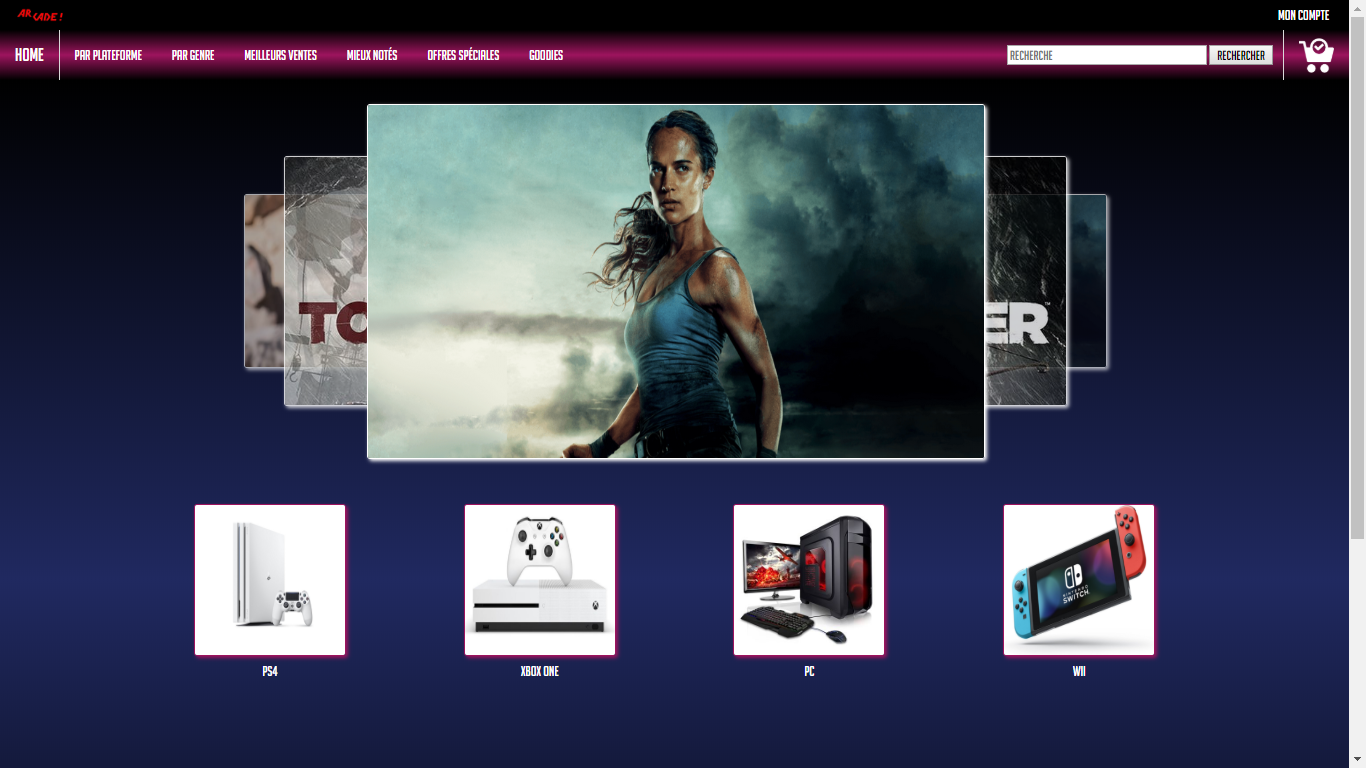 ARCADE!
MON COMPTE
HOME PAR PLATEFORME PAR GENRE MEILLEURS VENTES MIEUX NOTÉS OFFRES SPÉCIALES GOODIES RECHERCHE RECHERCHER
TO ER™
NINTENDO SWITCH
PS4 XBOX ONE PC WII